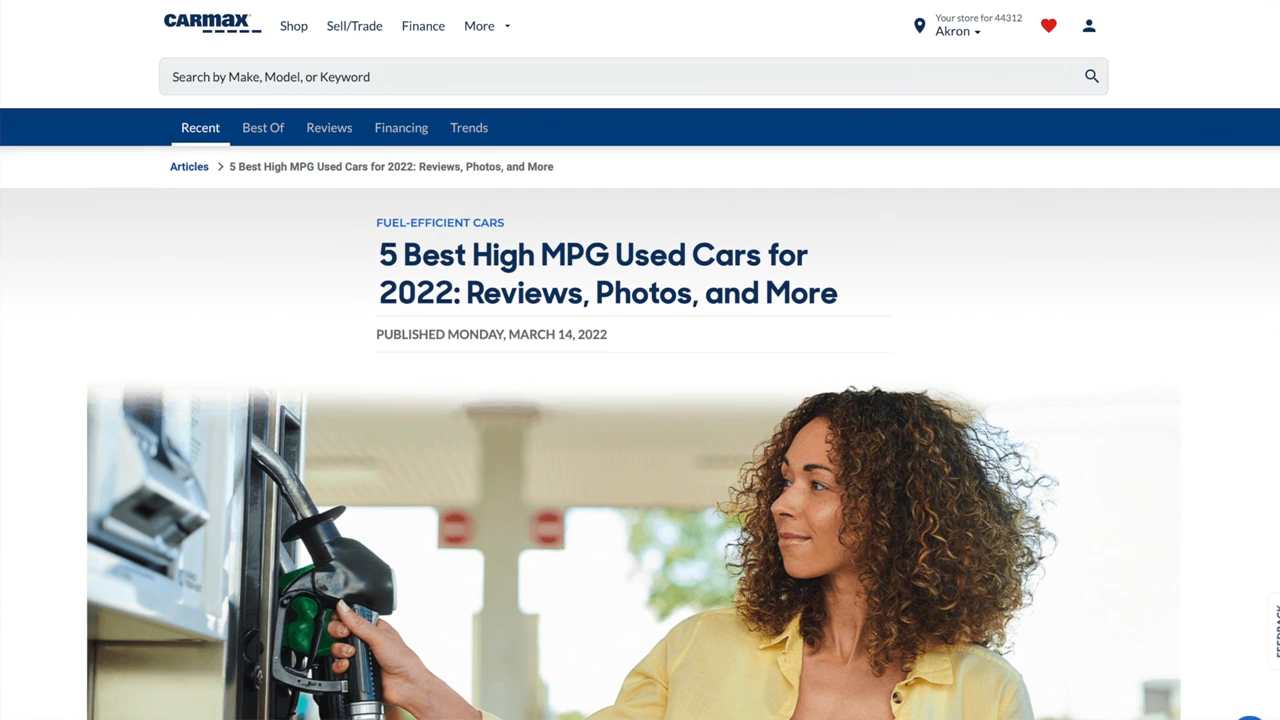 CARMAX
Shop
Sell/Trade
Finance
More
Your store for 44312
Akron
Search by Make, Model, or Keyword
Recent
Best Of
Reviews
Financing
Trends
Articles
5 Best High MPG Used Cars for 2022: Reviews, Photos, and More
FUEL-EFFICIENT CARS
5 Best High MPG Used Cars for
2022: Reviews, Photos, and More
PUBLISHED MONDAY, MARCH 14, 2022
FEEDBACK